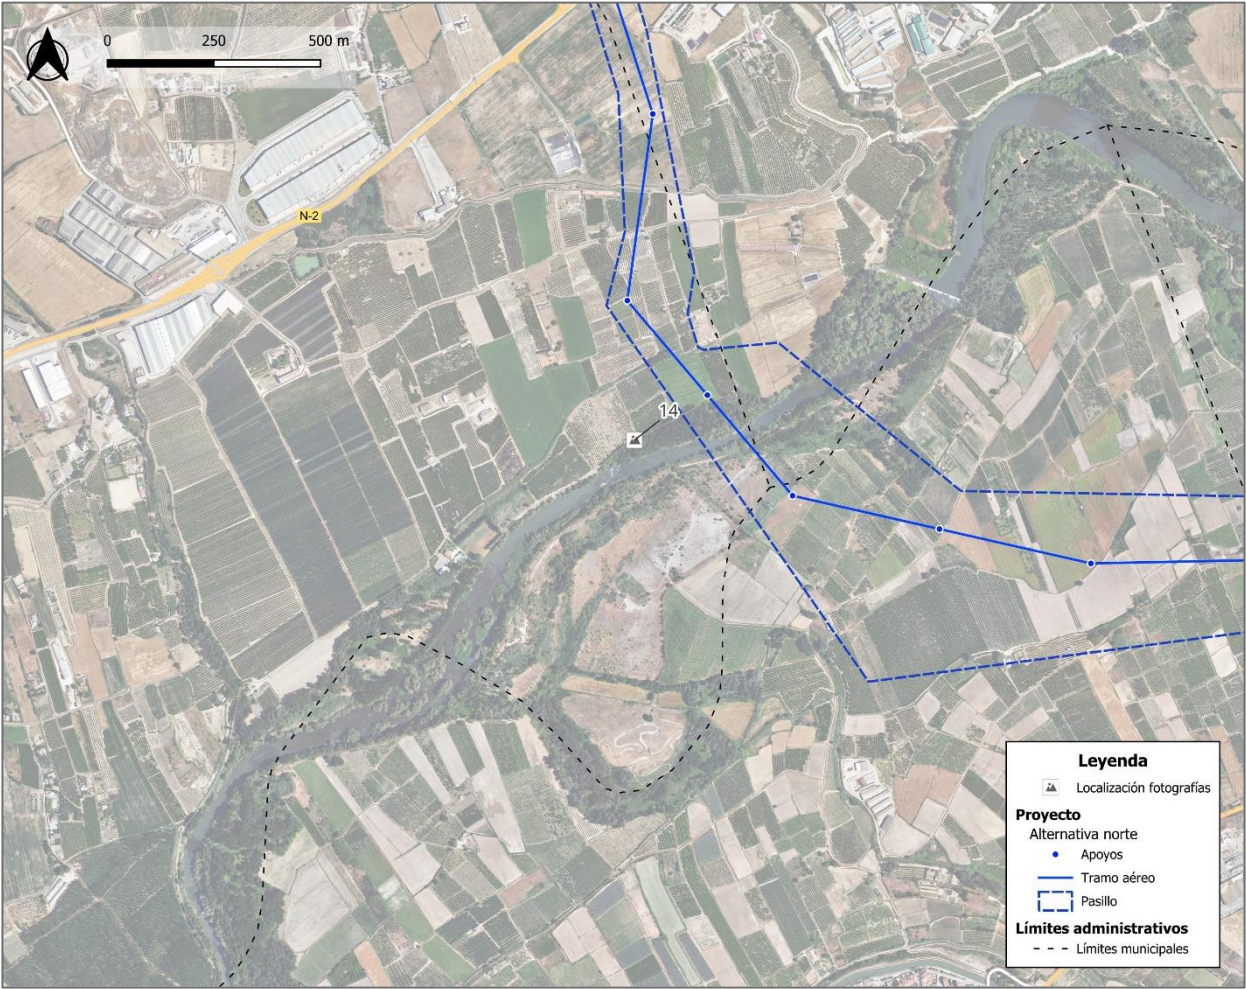 0 250 500 m
N-2
14
Leyenda
Localización fotografías
Proyecto
Alternativa norte
Apoyos
Tramo aéreo
Pasillo
Límites administrativos
Límites municipales